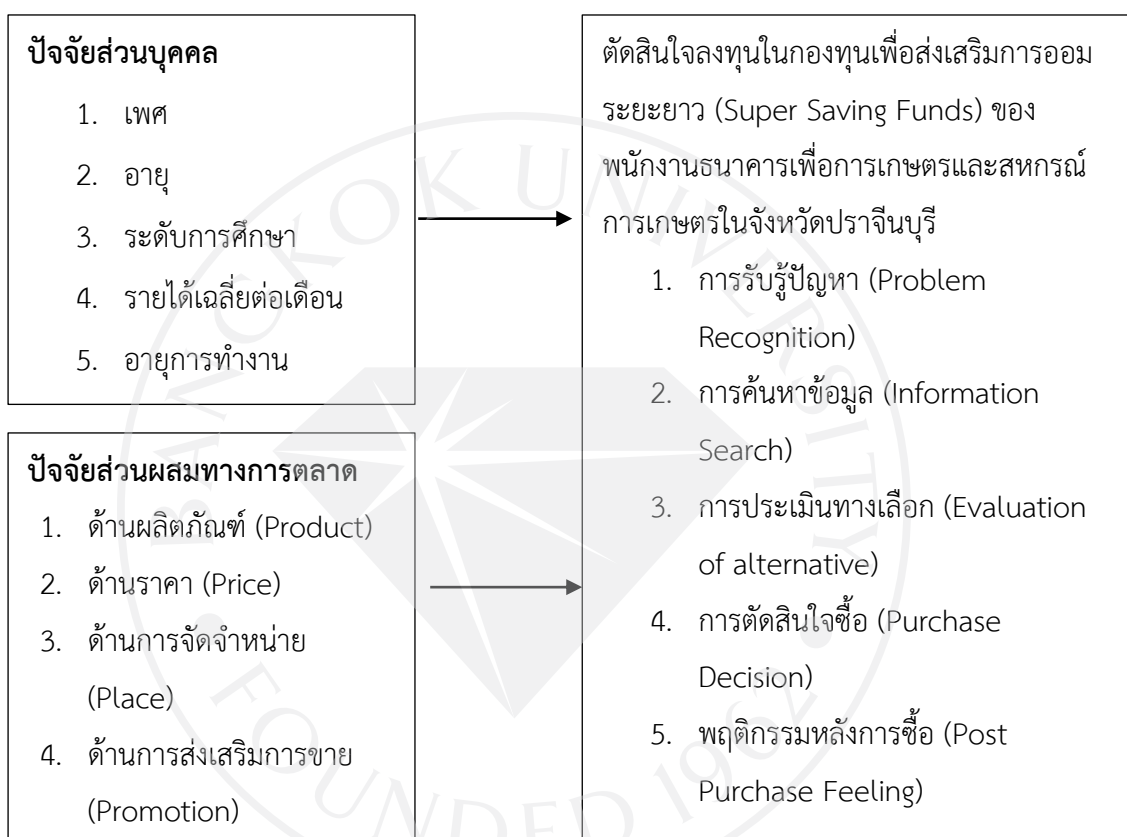 ปัจจัยส่วนบุคคล
1. เพศ
2. อายุ
3. ระดับการศึกษา
4. รายได้เฉลี่ยต่อเดือน
5. อายุการทำงาน
ปัจจัยส่วนผสมทางการตลาด
1. ด้านผลิตภัณฑ์ (Product)
2. ด้านราคา (Price)
3. ด้านการจัดจำหน่าย
(Place)
4. ด้านการส่งเสริมการขาย
(Promotion)
ตัดสินใจลงทุนในกองทุนเพื่อส่งเสริมการออม
ระยะยาว (Super Saving Funds) ของ
พนักงานธนาคารเพื่อการเกษตรและสหกรณ์
การเกษตรในจังหวัดปราจีนบุรี
1. การรับรู้ปัญหา (Problem
Recognition)
2. การค้นหาข้อมูล (Information
Search)
3. การประเมินทางเลือก (Evaluation
of alternative)
4. การตัดสินใจซื้อ (Purchase
Decision)
5. พฤติกรรมหลังการซื้อ (Post
Purchase Feeling)
BANGKOK UNIVERSITY
FOUNDED 1962